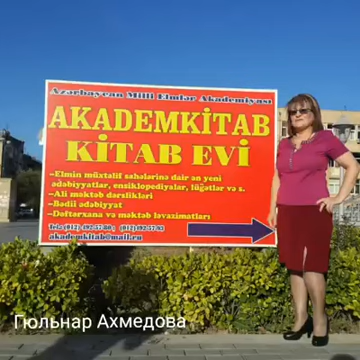 Azərbaycan Milli Elmlər Akademiyası
AKADEMKİTAB
KİTAB EVİ
-Elmin müxtəlif sahələrinə dair ən yeni
ədəbiyyatlar, ensiklopediyalar, lüğətlər və s.
-Ali məktəb dərslikləri
-Bədii ədəbiyyat
-Dəftərxana və məktəb ləvazimatları
akademkitab@mail.ru
Гюльнар Ахмедова